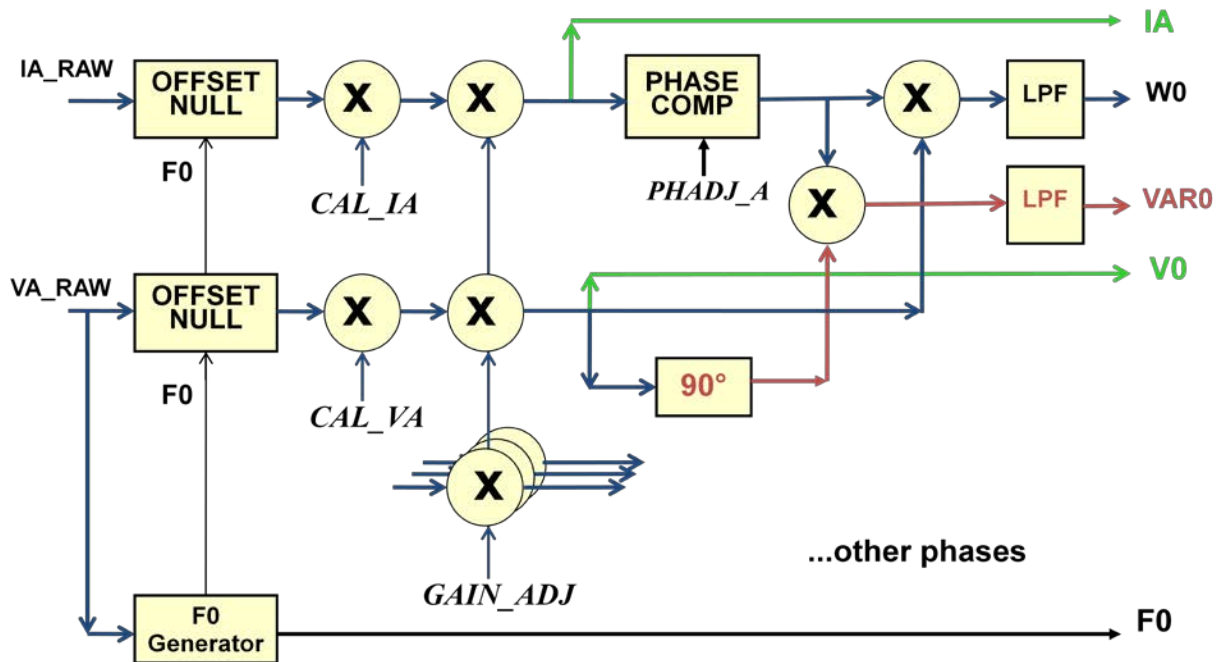 IA
IA_RAW
OFFSET
NULL
X
X
PHASE
COMP
X
LPF
W0
F0
CAL_IA
PHADJ_A
X
LPF
VAR0
VA_RAW
OFFSET
NULL
X
X
V0
F0
CAL_VA
90°
X
...other phases
GAIN_ADJ
F0
Generator
F0